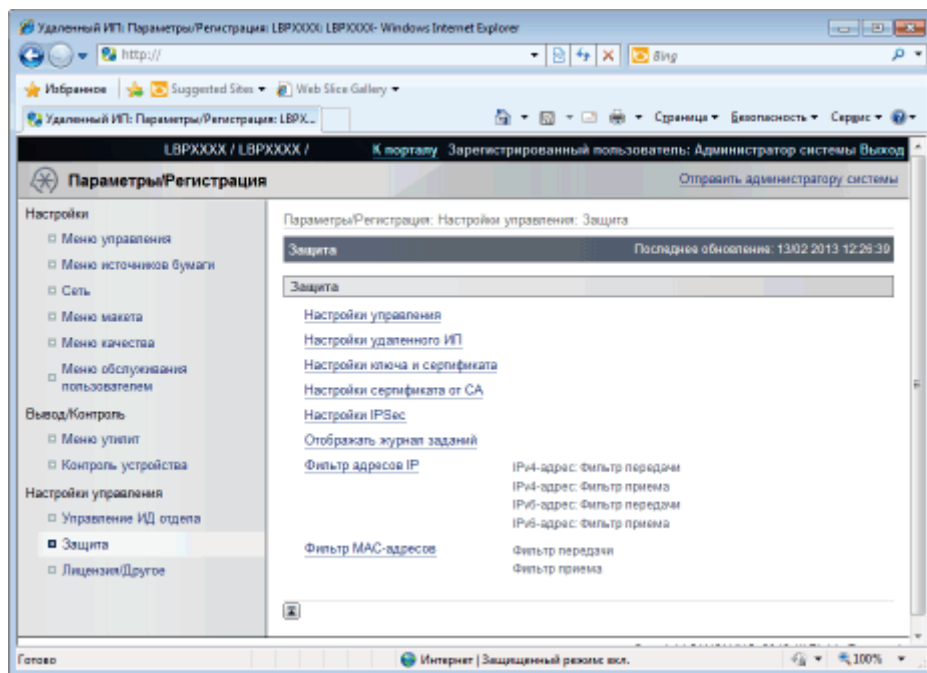 Удаленный ИП: Параметры/Регистрация: LBPXXXX: LBPXXXX- Windows Internet Explorer
http://
Bing
Избранное Suggested Sites Web Slice Gallery
Удаленный ИП: Параметры/Регистрация: LBPX...
Страница Безопасность Сервис
LBPXXXX / LBPXXXX / К порталу Зарегистрированный пользователь: Администратор системы Выход
Параметры/Регистрация
Отправить администратору системы
Настройки
Меню управления
Меню источников бумаги
Сеть
Меню макета
Меню качества
Меню обслуживания
пользователем
Вывод/Контроль
Меню утилит
Контроль устройства
Настройки управления
Управление ИД отдела
Защита
Лицензия/Другое
Параметры/Регистрация: Настройки управления: Защита
Защита Последнее обновление: 13/02 2013 12:26:39
Защита
Настройки управления
Настройки удаленного ИП
Настройки ключа и сертификата
Настройки сертификата от CA
Настройки IPSec
Отображать журнал заданий
Фильтр адресов IP IPv4-адрес: Фильтр передачи
IPv4-адрес: Фильтр приема
IPv6-адрес: Фильтр передачи
IPv6-адрес: Фильтр приема
Фильтр MAC-адресов Фильтр передачи
Фильтр приема
Готово Интернет | Защищенный режим: вкл. 100%